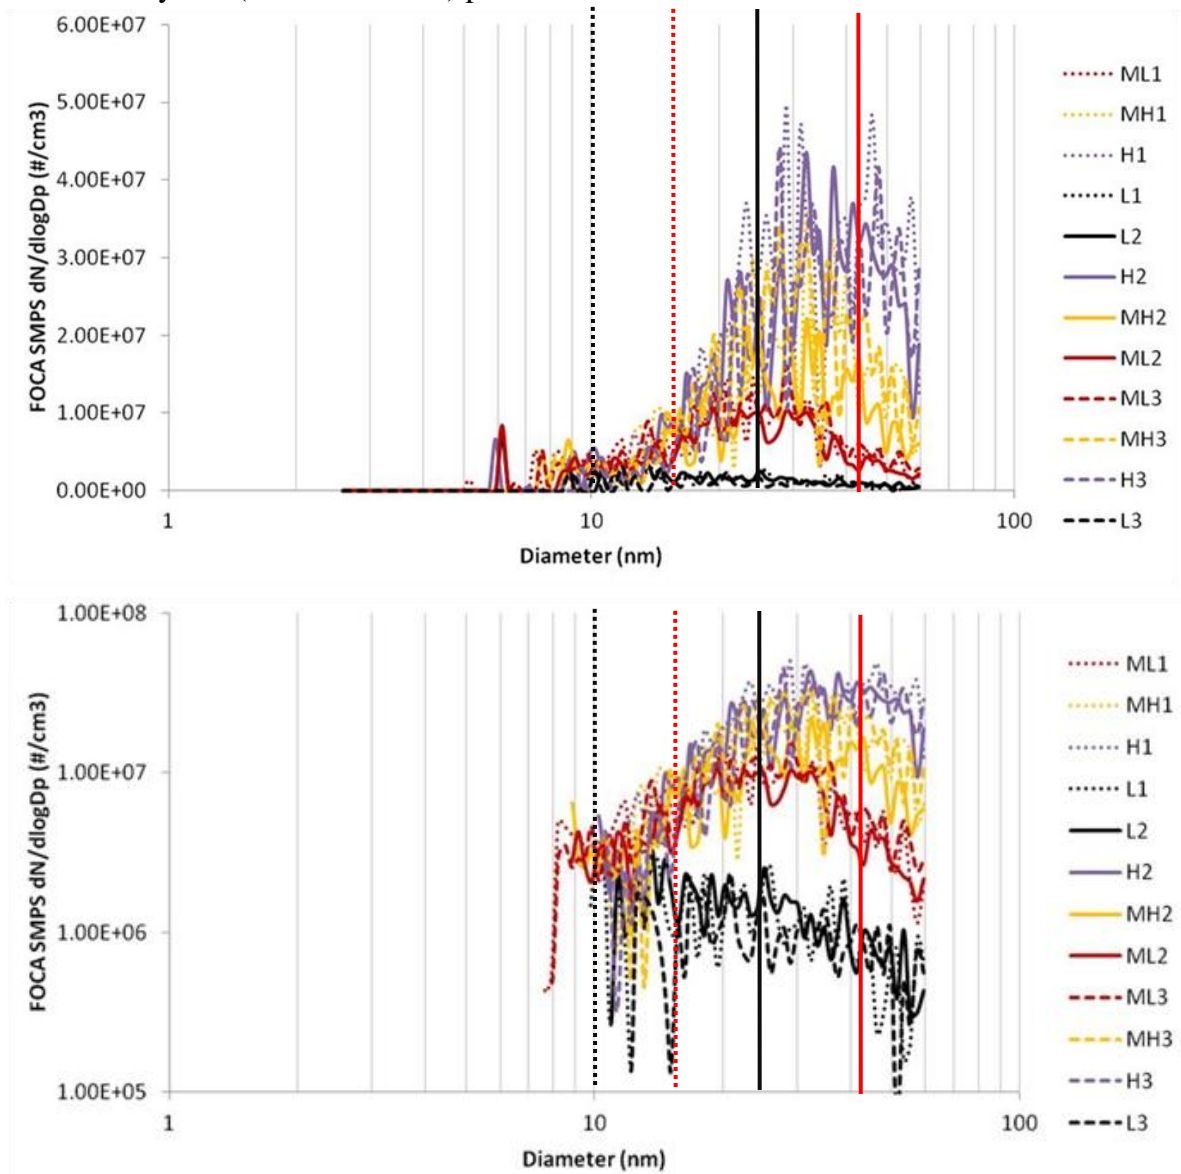 6.00E+07
5.00E+07
4.00E+07
3.00E+07
2.00E+07
1.00E+07
0.00E+00
FOCA SMPS dN/dlogDp (#/cm3)
1
10
100
Diameter (nm)
ML1
MH1
H1
L1
L2
H2
MH2
ML2
ML3
MH3
H3
L3
1.00E+08
1.00E+07
1.00E+06
1.00E+05
FOCA SMPS dN/dlogDp (#/cm3)
1
10
100
Diameter (nm)
ML1
MH1
H1
L1
L2
H2
MH2
ML2
ML3
MH3
H3
L3